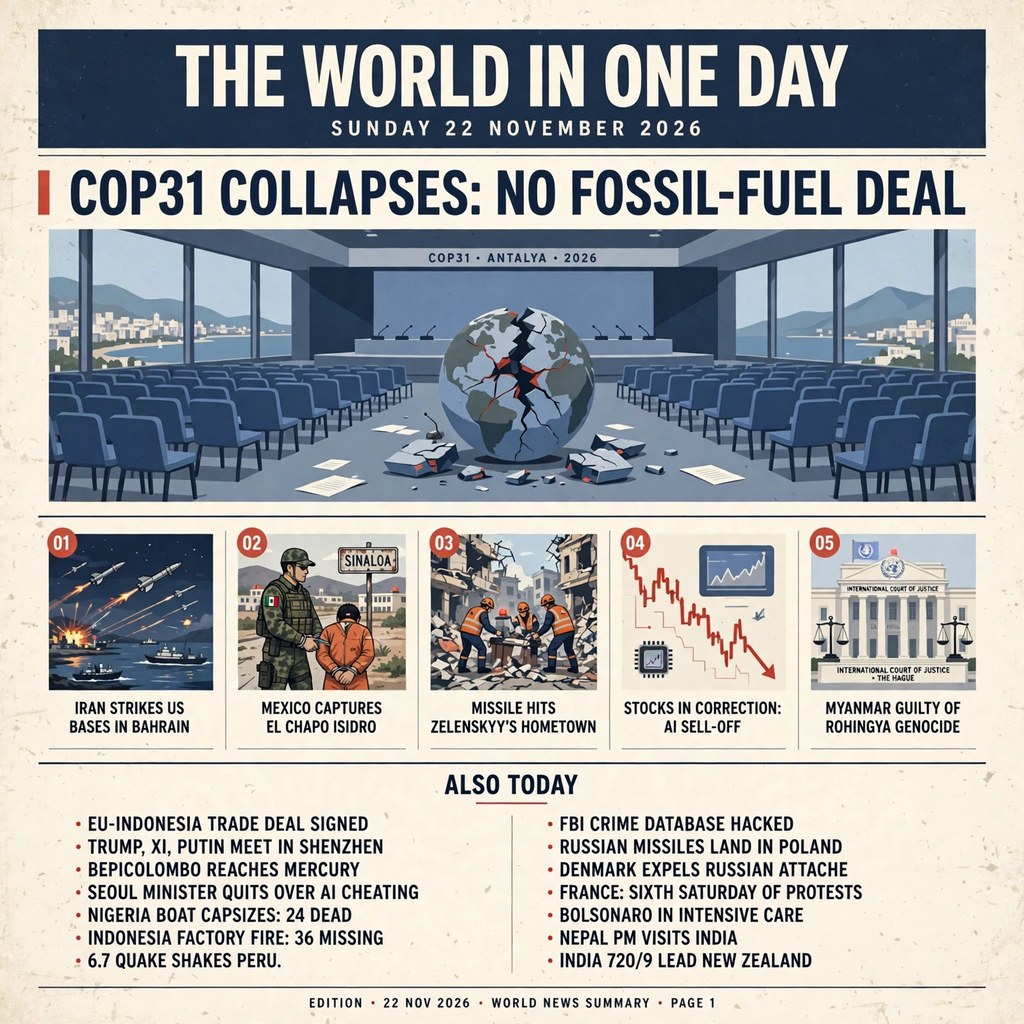 THE WORLD IN ONE DAY
SUNDAY 22 NOVEMBER 2026
COP31 COLLAPSES: NO FOSSIL-FUEL DEAL
COP31 • ANTALYA • 2026
01
SINALOA
IRAN STRIKES US
BASES IN BAHRAIN
02
MEXICO CAPTURES
EL CHAPO ISIDRO
03
MISSILE HITS
ZELENSKYY'S HOMETOWN
04
STOCKS IN CORRECTION:
AI SELL-OFF
05
INTERNATIONAL COURT OF JUSTICE
INTERNATIONAL COURT OF JUSTICE
• THE HAGUE
MYANMAR GUILTY OF
ROHINGYA GENOCIDE
ALSO TODAY
• EU-INDONESIA TRADE DEAL SIGNED
• TRUMP, XI, PUTIN MEET IN SHENZHEN
• BEPICOLOMBO REACHES MERCURY
• SEOUL MINISTER QUITS OVER AI CHEATING
• NIGERIA BOAT CAPSIZES: 24 DEAD
• INDONESIA FACTORY FIRE: 36 MISSING
• 6.7 QUAKE SHAKES PERU.
• FBI CRIME DATABASE HACKED
• RUSSIAN MISSILES LAND IN POLAND
• DENMARK EXPELS RUSSIAN ATTACHE
• FRANCE: SIXTH SATURDAY OF PROTESTS
• BOLSONARO IN INTENSIVE CARE
• NEPAL PM VISITS INDIA
• INDIA 720/9 LEAD NEW ZEALAND
EDITION • 22 NOV 2026 • WORLD NEWS SUMMARY • PAGE 1